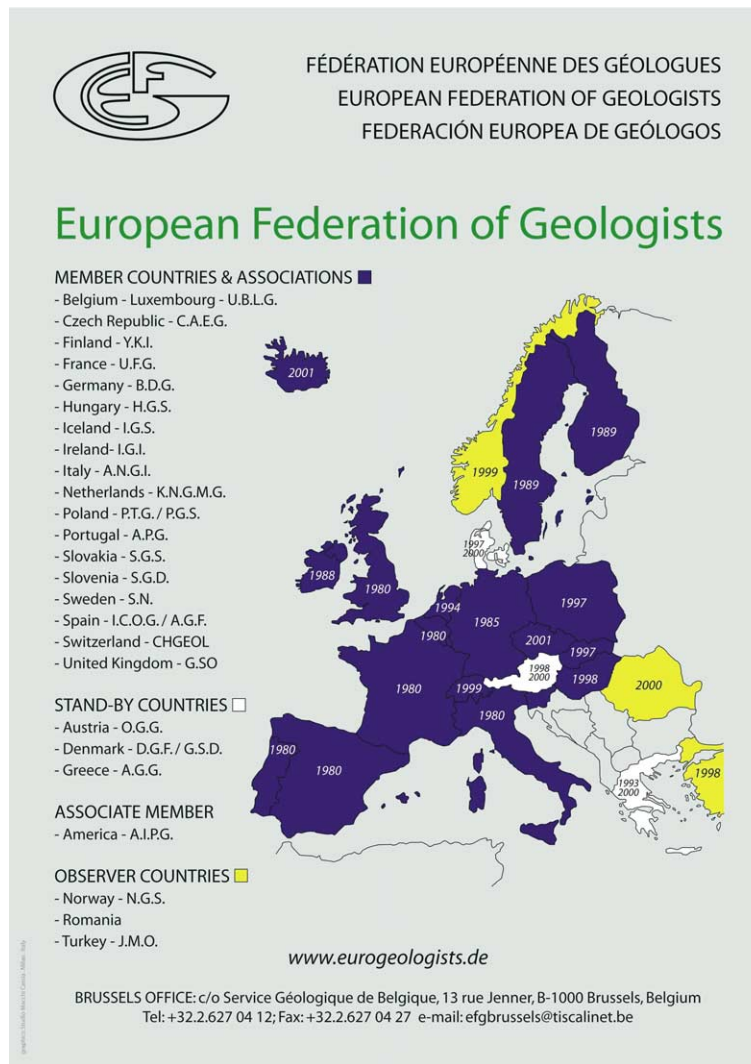 GEFS
FÉDÉRATION EUROPÉENNE DES GÉOLOGUES
EUROPEAN FEDERATION OF GEOLOGISTS
FEDERACIÓN EUROPEA DE GEÓLOGOS
European Federation of Geologists
MEMBER COUNTRIES & ASSOCIATIONS
- Belgium - Luxembourg - U.B.L.G.
- Czech Republic - C.A.E.G.
- Finland - Y.K.I.
- France - U.F.G.
- Germany - B.D.G.
- Hungary - H.G.S.
- Iceland - I.G.S.
- Ireland- I.G.I.
- Italy - A.N.G.I.
- Netherlands - K.N.G.M.G.
- Poland - P.T.G. / P.G.S.
- Portugal - A.P.G.
- Slovakia - S.G.S.
- Slovenia - S.G.D.
- Sweden - S.N.
- Spain - I.C.O.G. / A.G.F.
- Switzerland - CHGEOL
- United Kingdom - G.SO
STAND-BY COUNTRIES
- Austria - O.G.G.
- Denmark - D.G.F. / G.S.D.
- Greece - A.G.G.
ASSOCIATE MEMBER
- America - A.I.P.G.
OBSERVER COUNTRIES
- Norway - N.G.S.
- Romania
- Turkey - J.M.O.
2001
1989
1999
1989
1997
2000
1988
1980
1994
1985
1997
1980
2001
1997
1998
2000
1998
2000
1980
1999
1980
1980
1980
1993
2000
1998
www.eurogeologists.de
BRUSSELS OFFICE: c/o Service Géologique de Belgique, 13 rue Jenner, B-1000 Brussels, Belgium
Tel: +32.2.627 04 12; Fax: +32.2.627 04 27 e-mail: efgbrussels@tiscalinet.be